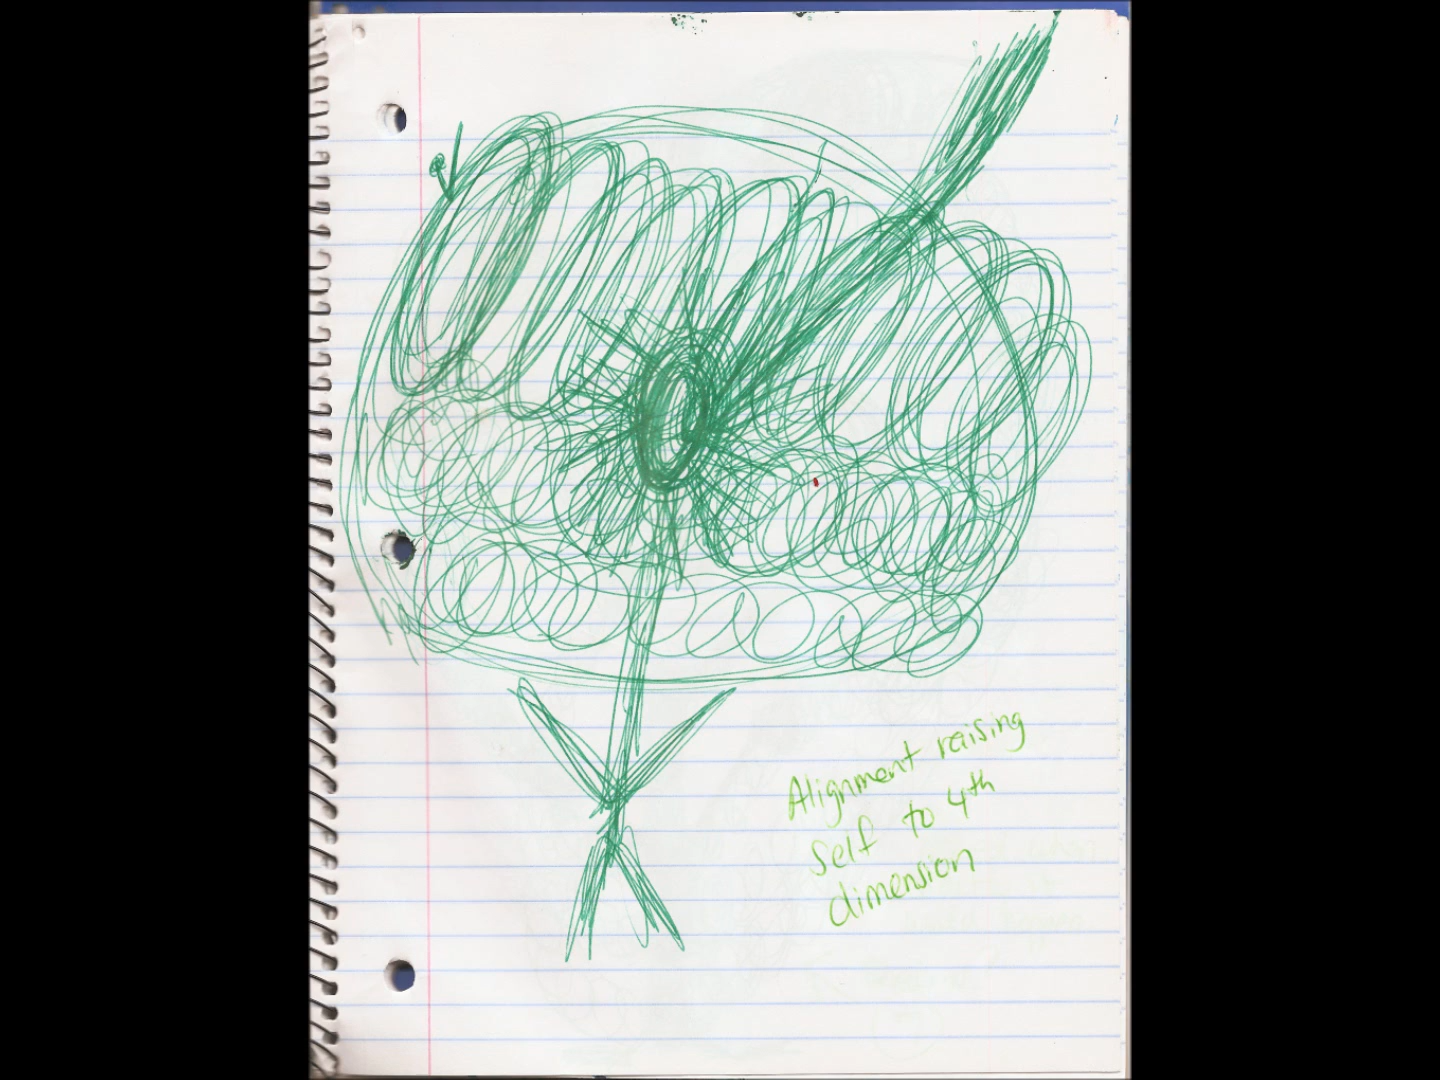 Alignment raising
Self to 4th
dimension